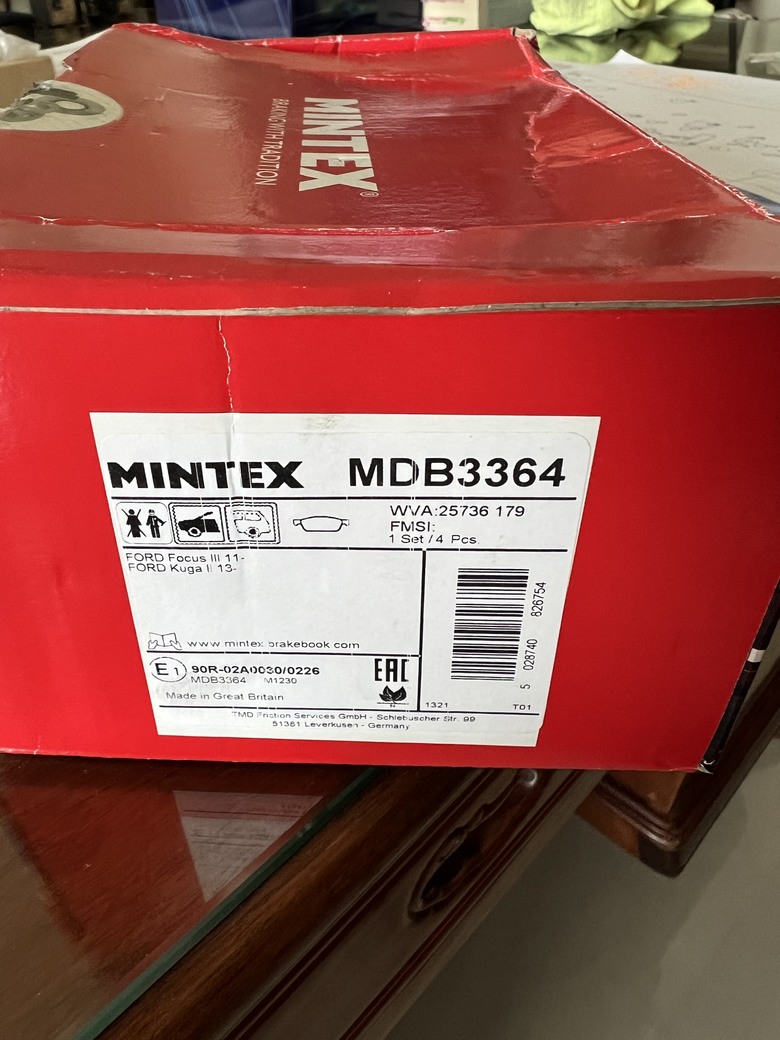 MINTEX®
BRAKING WITH TRADITION
MINTEX MDB3364
WVA:25736 179
FMSI:
1 Set / 4 Pcs.
FORD Focus III 11-
FORD Kuga II 13-
www mintex brakebook com
E1 90R-02A0030/0226
MDB3364 M1230
Made in Great Britain
EAC
5 028740 826754
1321 T01
TMD Friction Services GmbH - Schlebuscher Str. 99
51381 Leverkusen - Germany